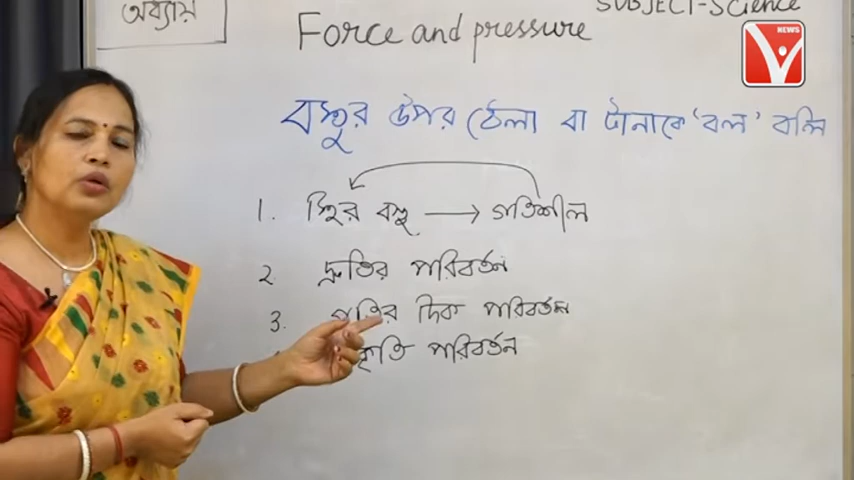 অধ্যায়
SUBJECT-Science
Force and pressure
NEWS
V
বস্তুর উপর ঠেলা বা টানাকে 'বল' বলি
1. স্থির বস্তু → গতিশীল
2. দ্রুতির পরিবর্তন
3. গতির দিক পরিবর্তন
পরিবর্তন